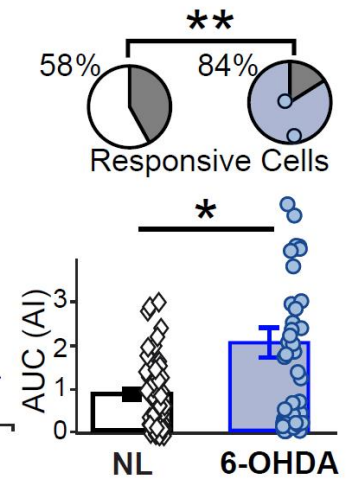 **
58% 84%
Responsive Cells
*
AUC (AI)
3
2
1
0
NL 6-OHDA